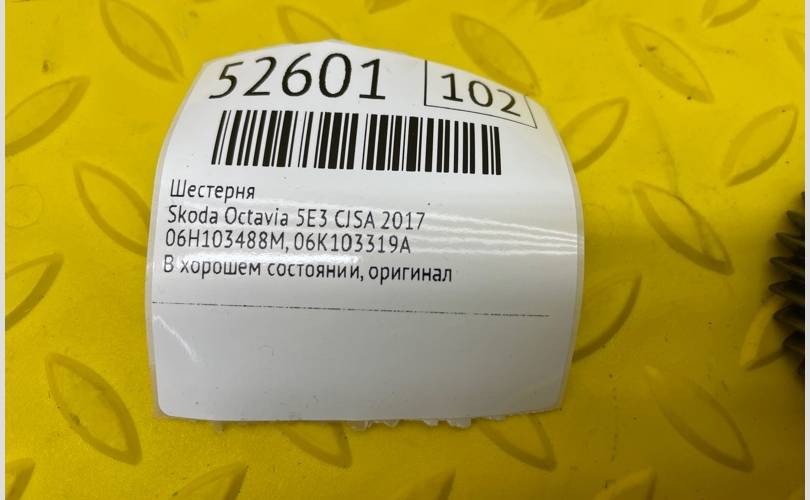 52601 102
Шестерня
Skoda Octavia 5E3 CJSA 2017
06H103488M, 06K103319A
В хорошем состоянии, оригинал